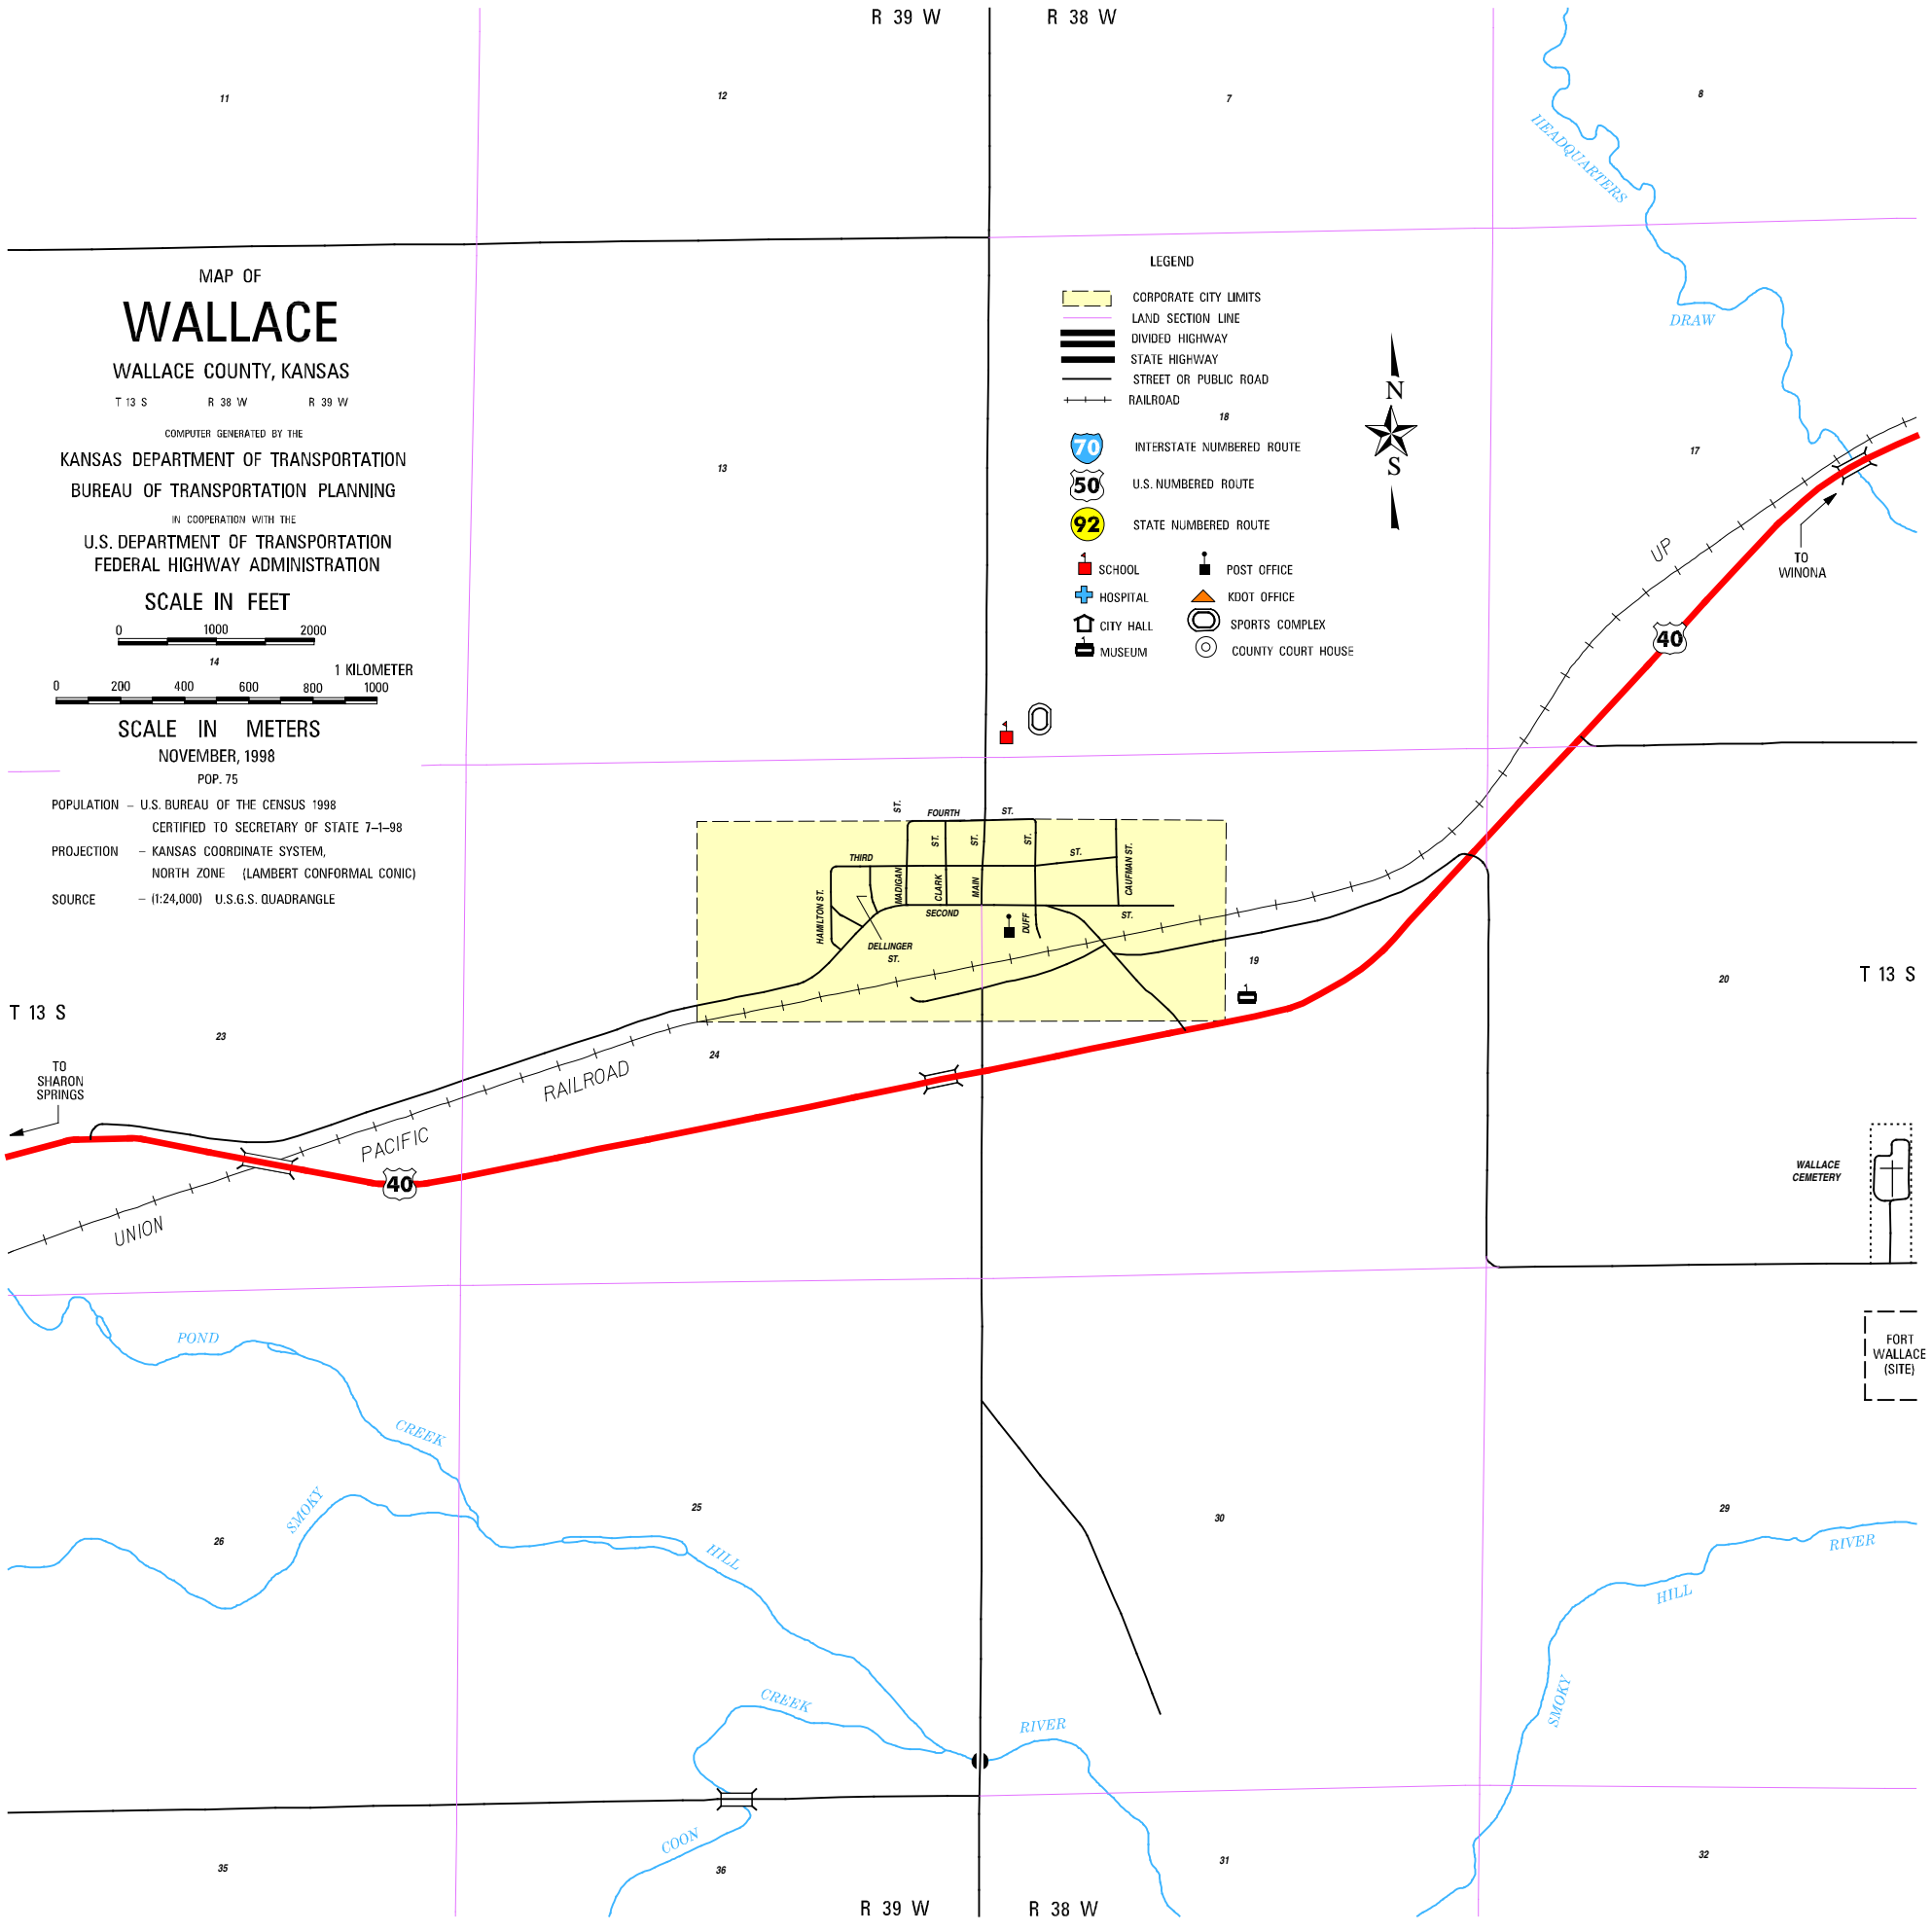 R 39 W
R 38 W
11
12
7
8
HEADQUARTERS
DRAW
MAP OF
WALLACE
WALLACE COUNTY, KANSAS
T 13 S R 38 W R 39 W
COMPUTER GENERATED BY THE
KANSAS DEPARTMENT OF TRANSPORTATION
BUREAU OF TRANSPORTATION PLANNING
IN COOPERATION WITH THE
U.S. DEPARTMENT OF TRANSPORTATION
FEDERAL HIGHWAY ADMINISTRATION
SCALE IN FEET
0 1000 2000
14
1 KILOMETER
0 200 400 600 800 1000
SCALE IN METERS
NOVEMBER, 1998
POP. 75
POPULATION – U.S. BUREAU OF THE CENSUS 1998
CERTIFIED TO SECRETARY OF STATE 7–1–98
PROJECTION – KANSAS COORDINATE SYSTEM,
NORTH ZONE (LAMBERT CONFORMAL CONIC)
SOURCE – (1:24,000) U.S.G.S. QUADRANGLE
13
LEGEND
CORPORATE CITY LIMITS
LAND SECTION LINE
DIVIDED HIGHWAY
STATE HIGHWAY
STREET OR PUBLIC ROAD
RAILROAD
18
70 INTERSTATE NUMBERED ROUTE
50 U.S. NUMBERED ROUTE
92 STATE NUMBERED ROUTE
SCHOOL
POST OFFICE
HOSPITAL
KDOT OFFICE
CITY HALL
SPORTS COMPLEX
MUSEUM
COUNTY COURT HOUSE
N
S
17
UP
TO
WINONA
40
FOURTH ST.
THIRD ST.
SECOND ST.
HAMILTON ST.
MADIGAN ST.
CLARK ST.
MAIN ST.
DUFF ST.
CAUFMAN ST.
DELLINGER
ST.
19
20
T 13 S
T 13 S
23
24
TO
SHARON
SPRINGS
UNION
PACIFIC
RAILROAD
40
WALLACE
CEMETERY
FORT
WALLACE
(SITE)
POND
CREEK
SMOKY
HILL
RIVER
26
25
30
29
SMOKY
HILL
RIVER
CREEK
COON
35
36
31
32
R 39 W
R 38 W